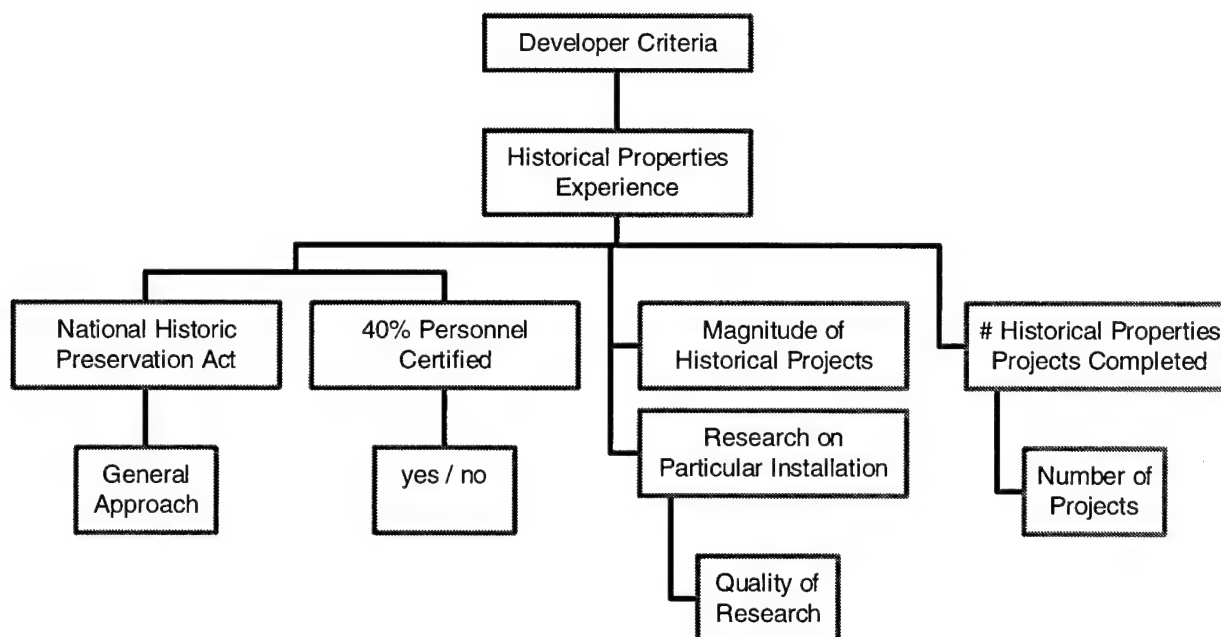 Developer Criteria
Historical Properties
Experience
National Historic
Preservation Act
40% Personnel
Certified
Magnitude of
Historical Projects
# Historical Properties
Projects Completed
General
Approach
yes / no
Research on
Particular Installation
Number of
Projects
Quality of
Research